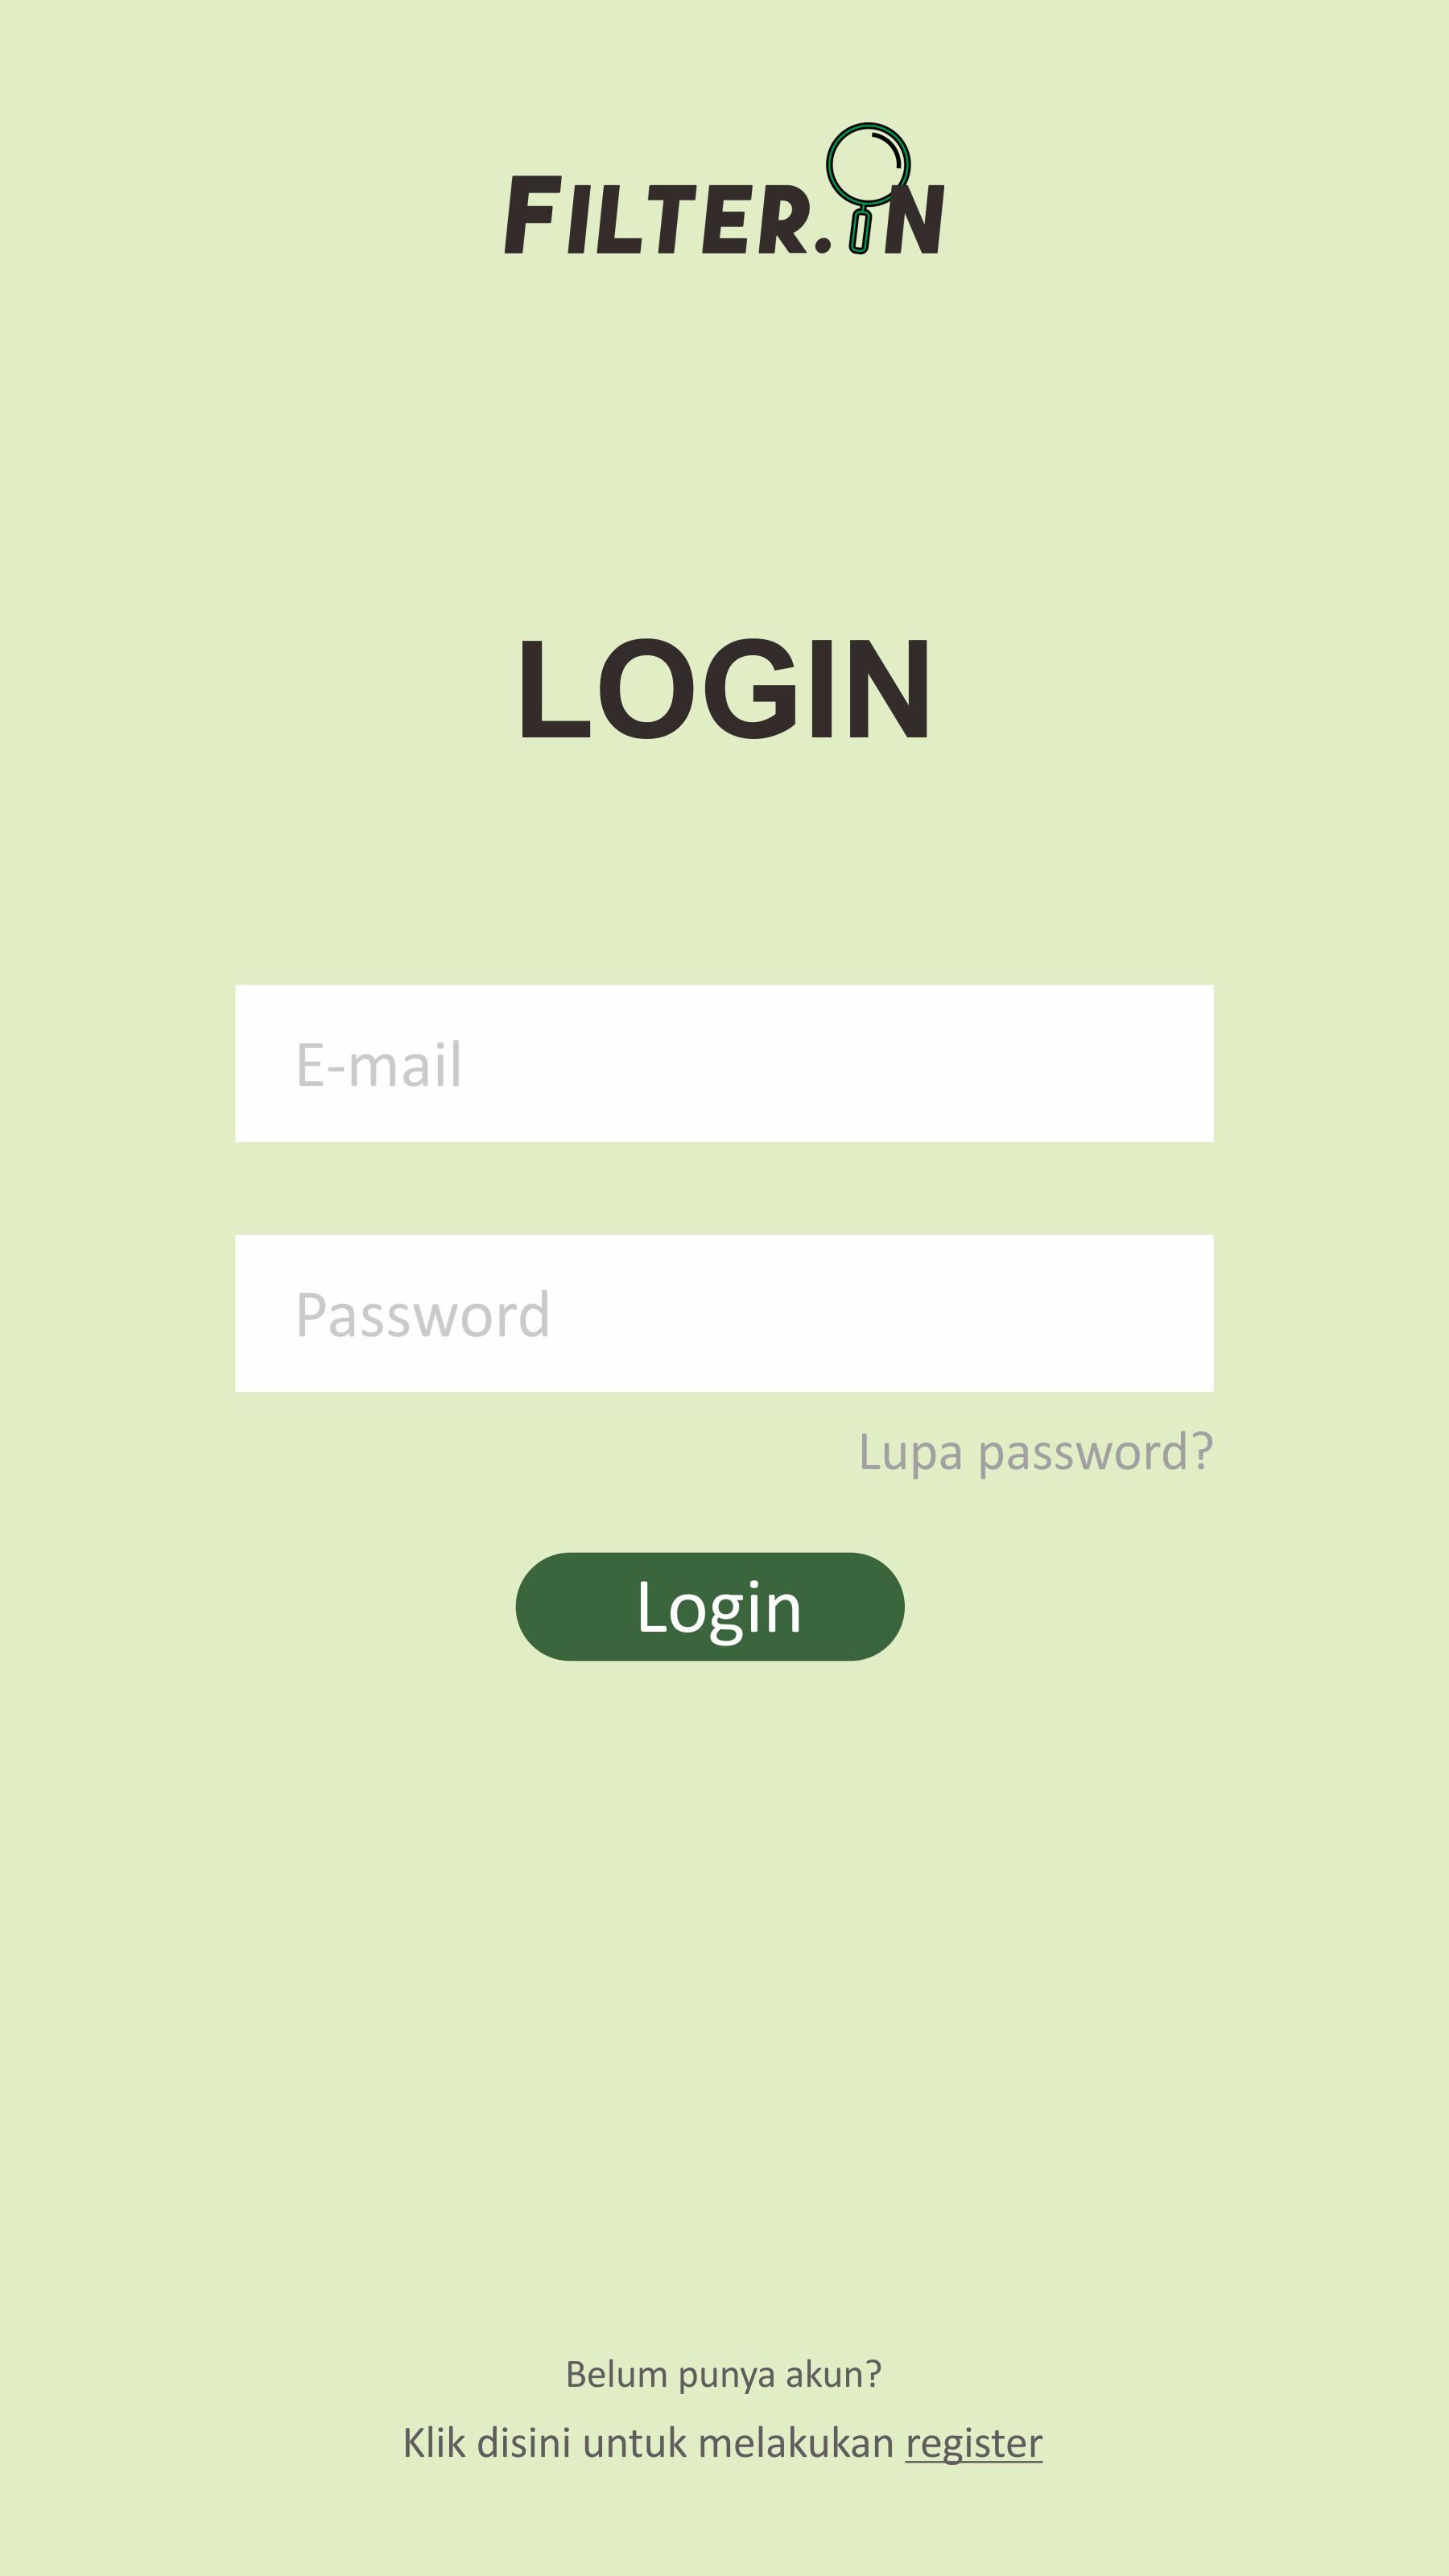 FILTER.IN
LOGIN
E-mail
Password
Lupa password?
Login
Belum punya akun?
Klik disini untuk melakukan register